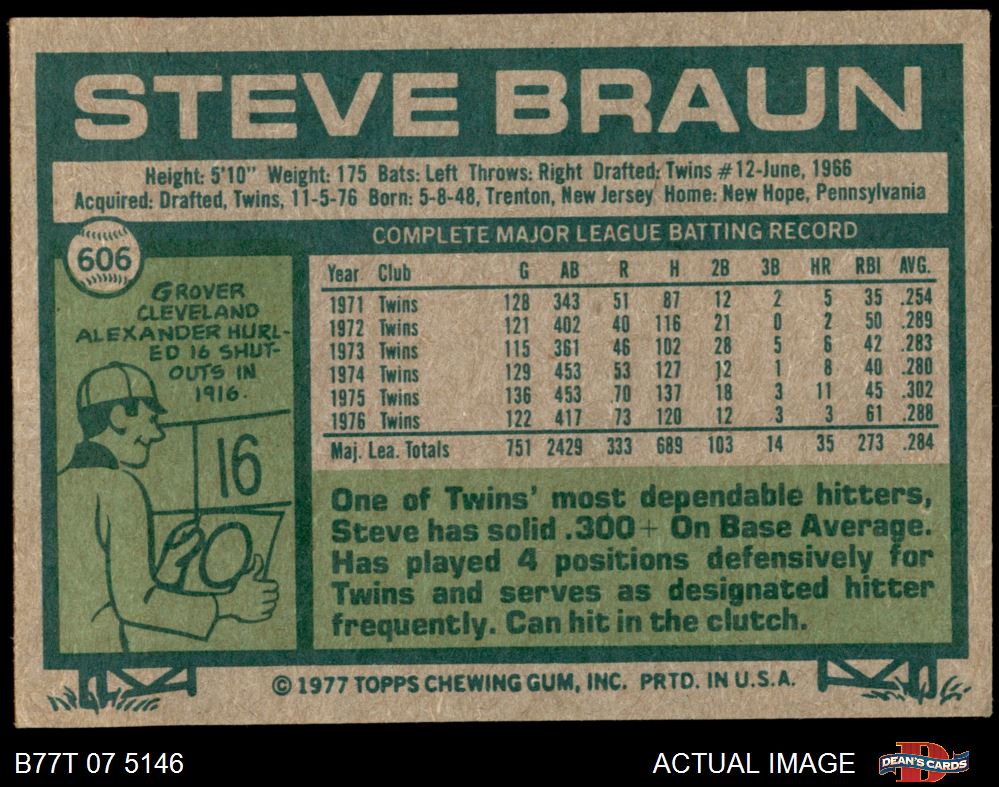 STEVE BRAUN
Height: 5'10" Weight: 175 Bats: Left Throws: Right Drafted: Twins #12-June, 1966
Acquired: Drafted, Twins, 11-5-76 Born: 5-8-48, Trenton, New Jersey Home: New Hope, Pennsylvania
606
GROVER
CLEVELAND
ALEXANDER HURL-
ED 16 SHUT-
OUTS IN
1916.
16
COMPLETE MAJOR LEAGUE BATTING RECORD
Year Club G AB R H 2B 3B HR RBI AVG.
1971 Twins 128 343 51 87 12 2 5 35 .254
1972 Twins 121 402 40 116 21 0 2 50 .289
1973 Twins 115 361 46 102 28 5 6 42 .283
1974 Twins 129 453 53 127 12 1 8 40 .280
1975 Twins 136 453 70 137 18 3 11 45 .302
1976 Twins 122 417 73 120 12 3 3 61 .288
Maj. Lea. Totals 751 2429 333 689 103 14 35 273 .284
One of Twins' most dependable hitters,
Steve has solid .300+ On Base Average.
Has played 4 positions defensively for
Twins and serves as designated hitter
frequently. Can hit in the clutch.
© 1977 TOPPS CHEWING GUM, INC. PRTD. IN U.S.A.
B77T 07 5146
ACTUAL IMAGE
DEAN'S CARDS